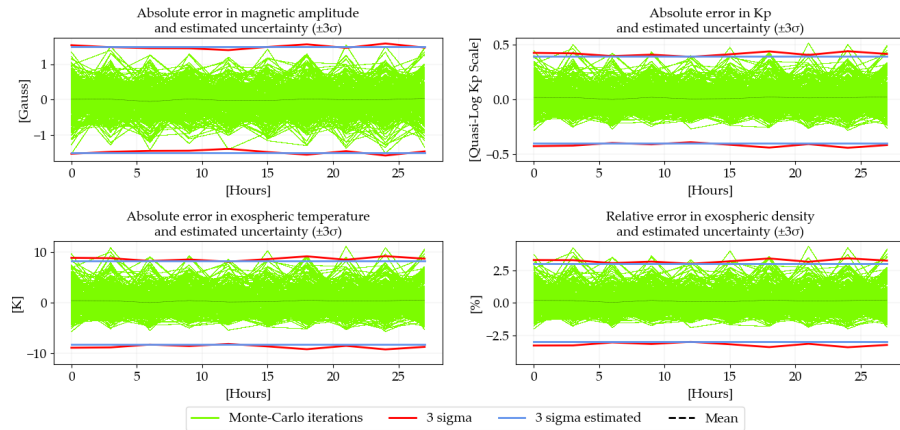 Absolute error in magnetic amplitude
and estimated uncertainty (±3σ)
[Gauss]
1
0
−1
0
5
10
15
20
25
[Hours]
Absolute error in Kp
and estimated uncertainty (±3σ)
[Quasi-Log Kp Scale]
0.5
0.0
−0.5
0
5
10
15
20
25
[Hours]
Absolute error in exospheric temperature
and estimated uncertainty (±3σ)
[K]
10
0
−10
0
5
10
15
20
25
[Hours]
Relative error in exospheric density
and estimated uncertainty (±3σ)
[%]
2.5
0.0
−2.5
0
5
10
15
20
25
[Hours]
Monte-Carlo iterations
3 sigma
3 sigma estimated
Mean